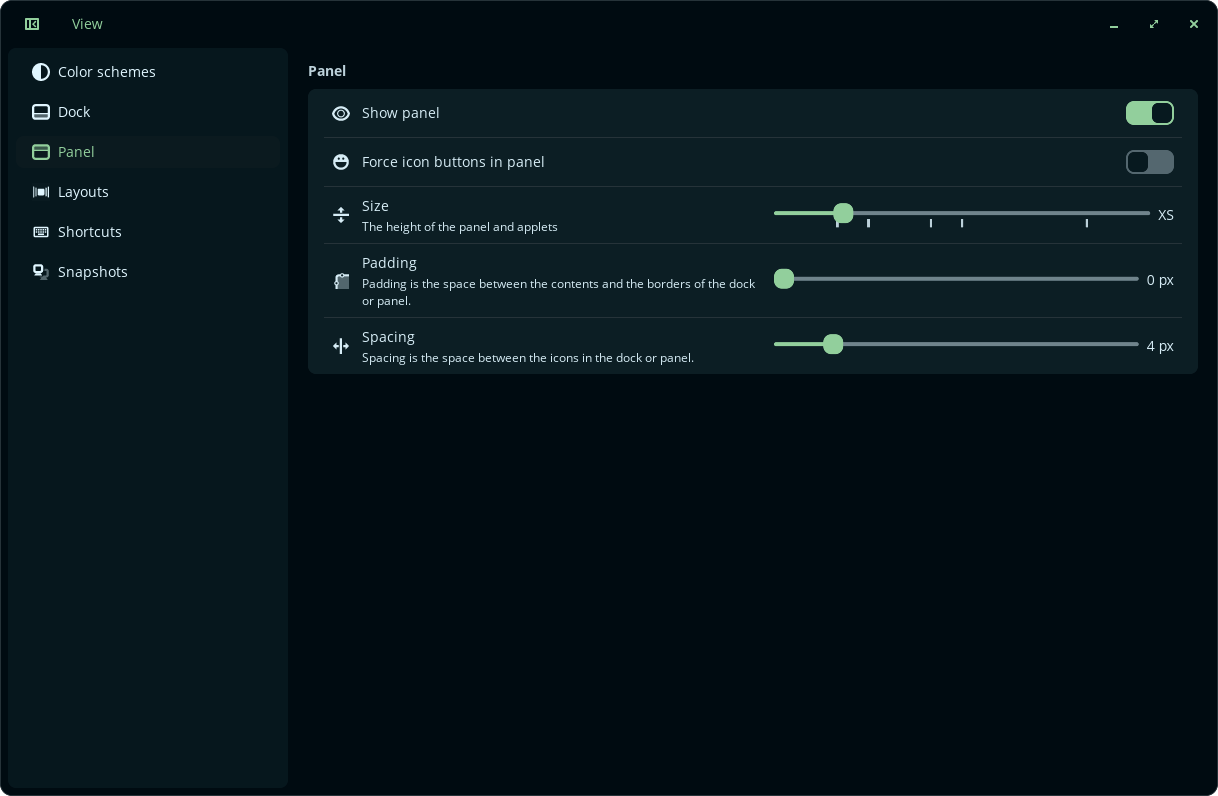 View
Color schemes
Dock
Panel
Layouts
Shortcuts
Snapshots
Panel
Show panel
Force icon buttons in panel
Size
The height of the panel and applets
XS
Padding
Padding is the space between the contents and the borders of the dock
or panel.
0 px
Spacing
Spacing is the space between the icons in the dock or panel.
4 px